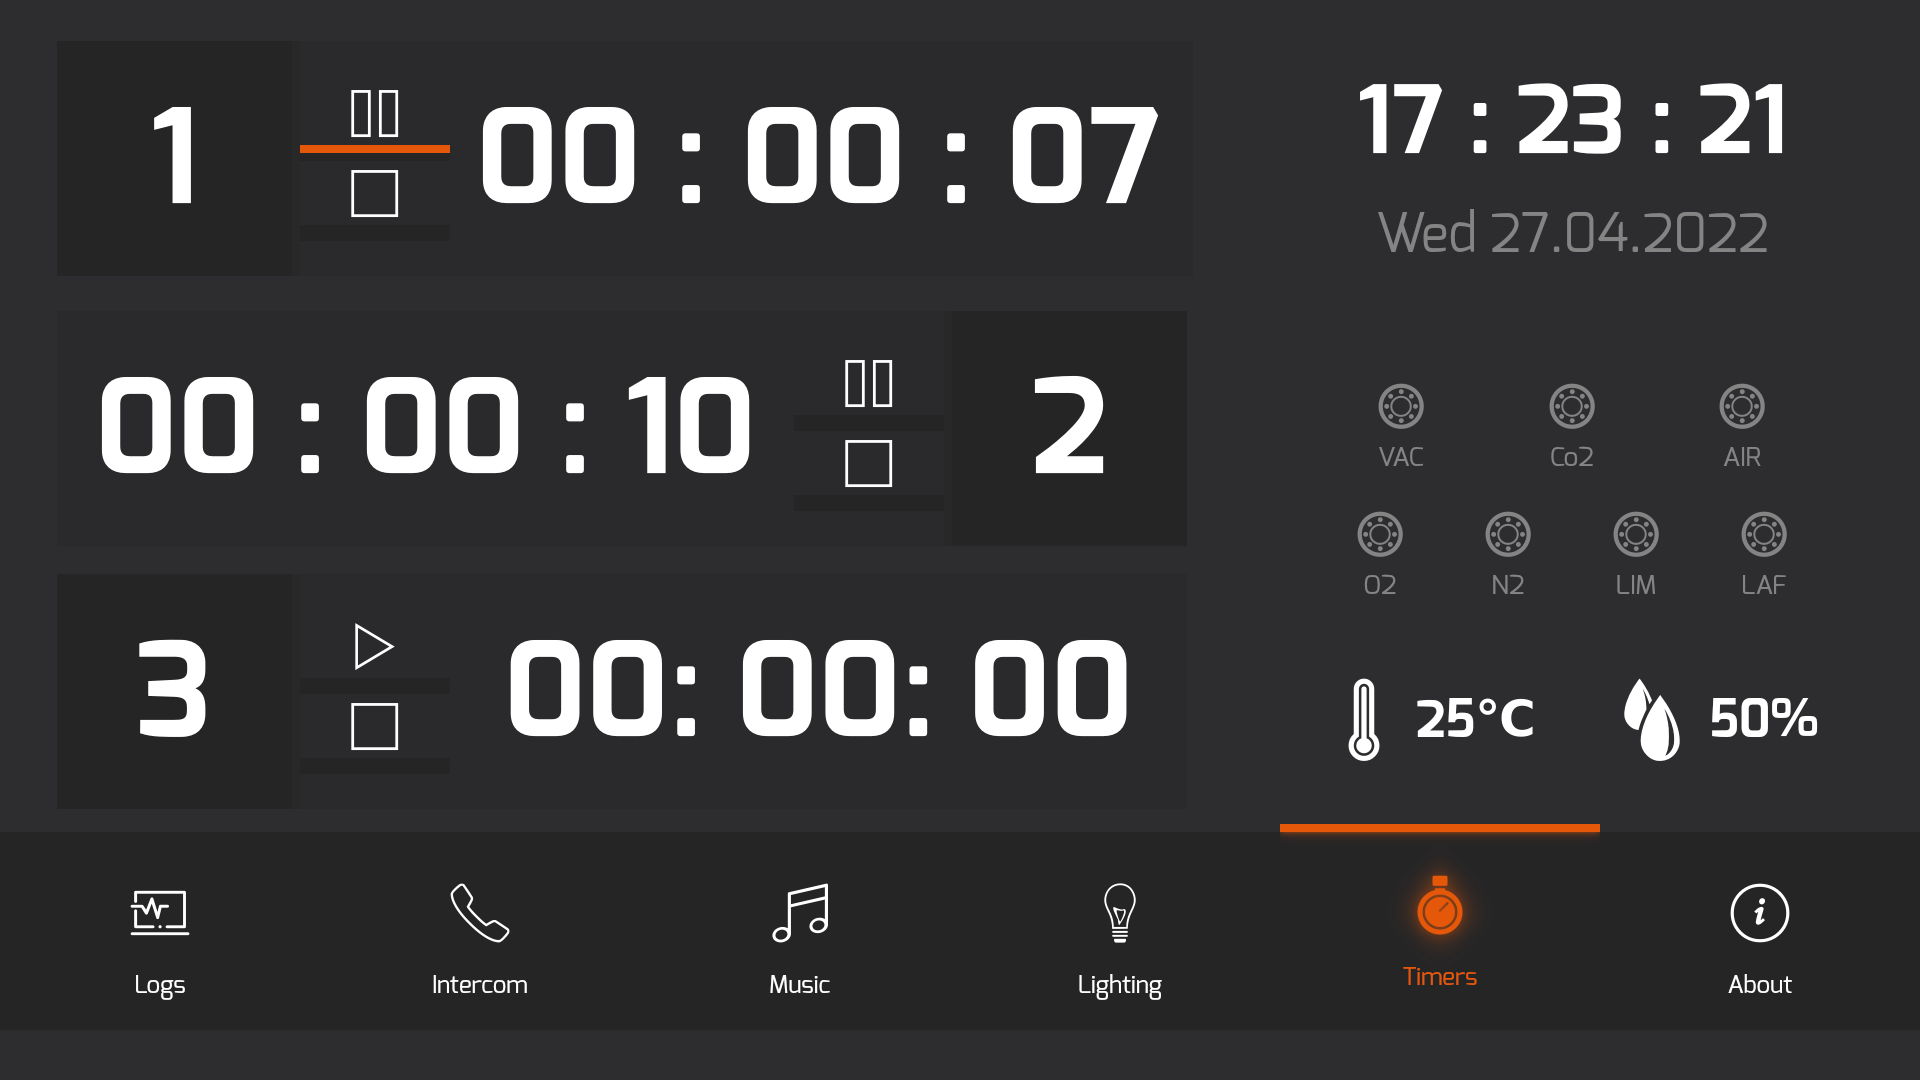 1
00 : 00 : 07
17 : 23 : 21
Wed 27.04.2022
00 : 00 : 10
2
VAC Co2 AIR
O2 N2 LIM LAF
3
00: 00: 00
25°C 50%
Logs Intercom Music Lighting Timers About